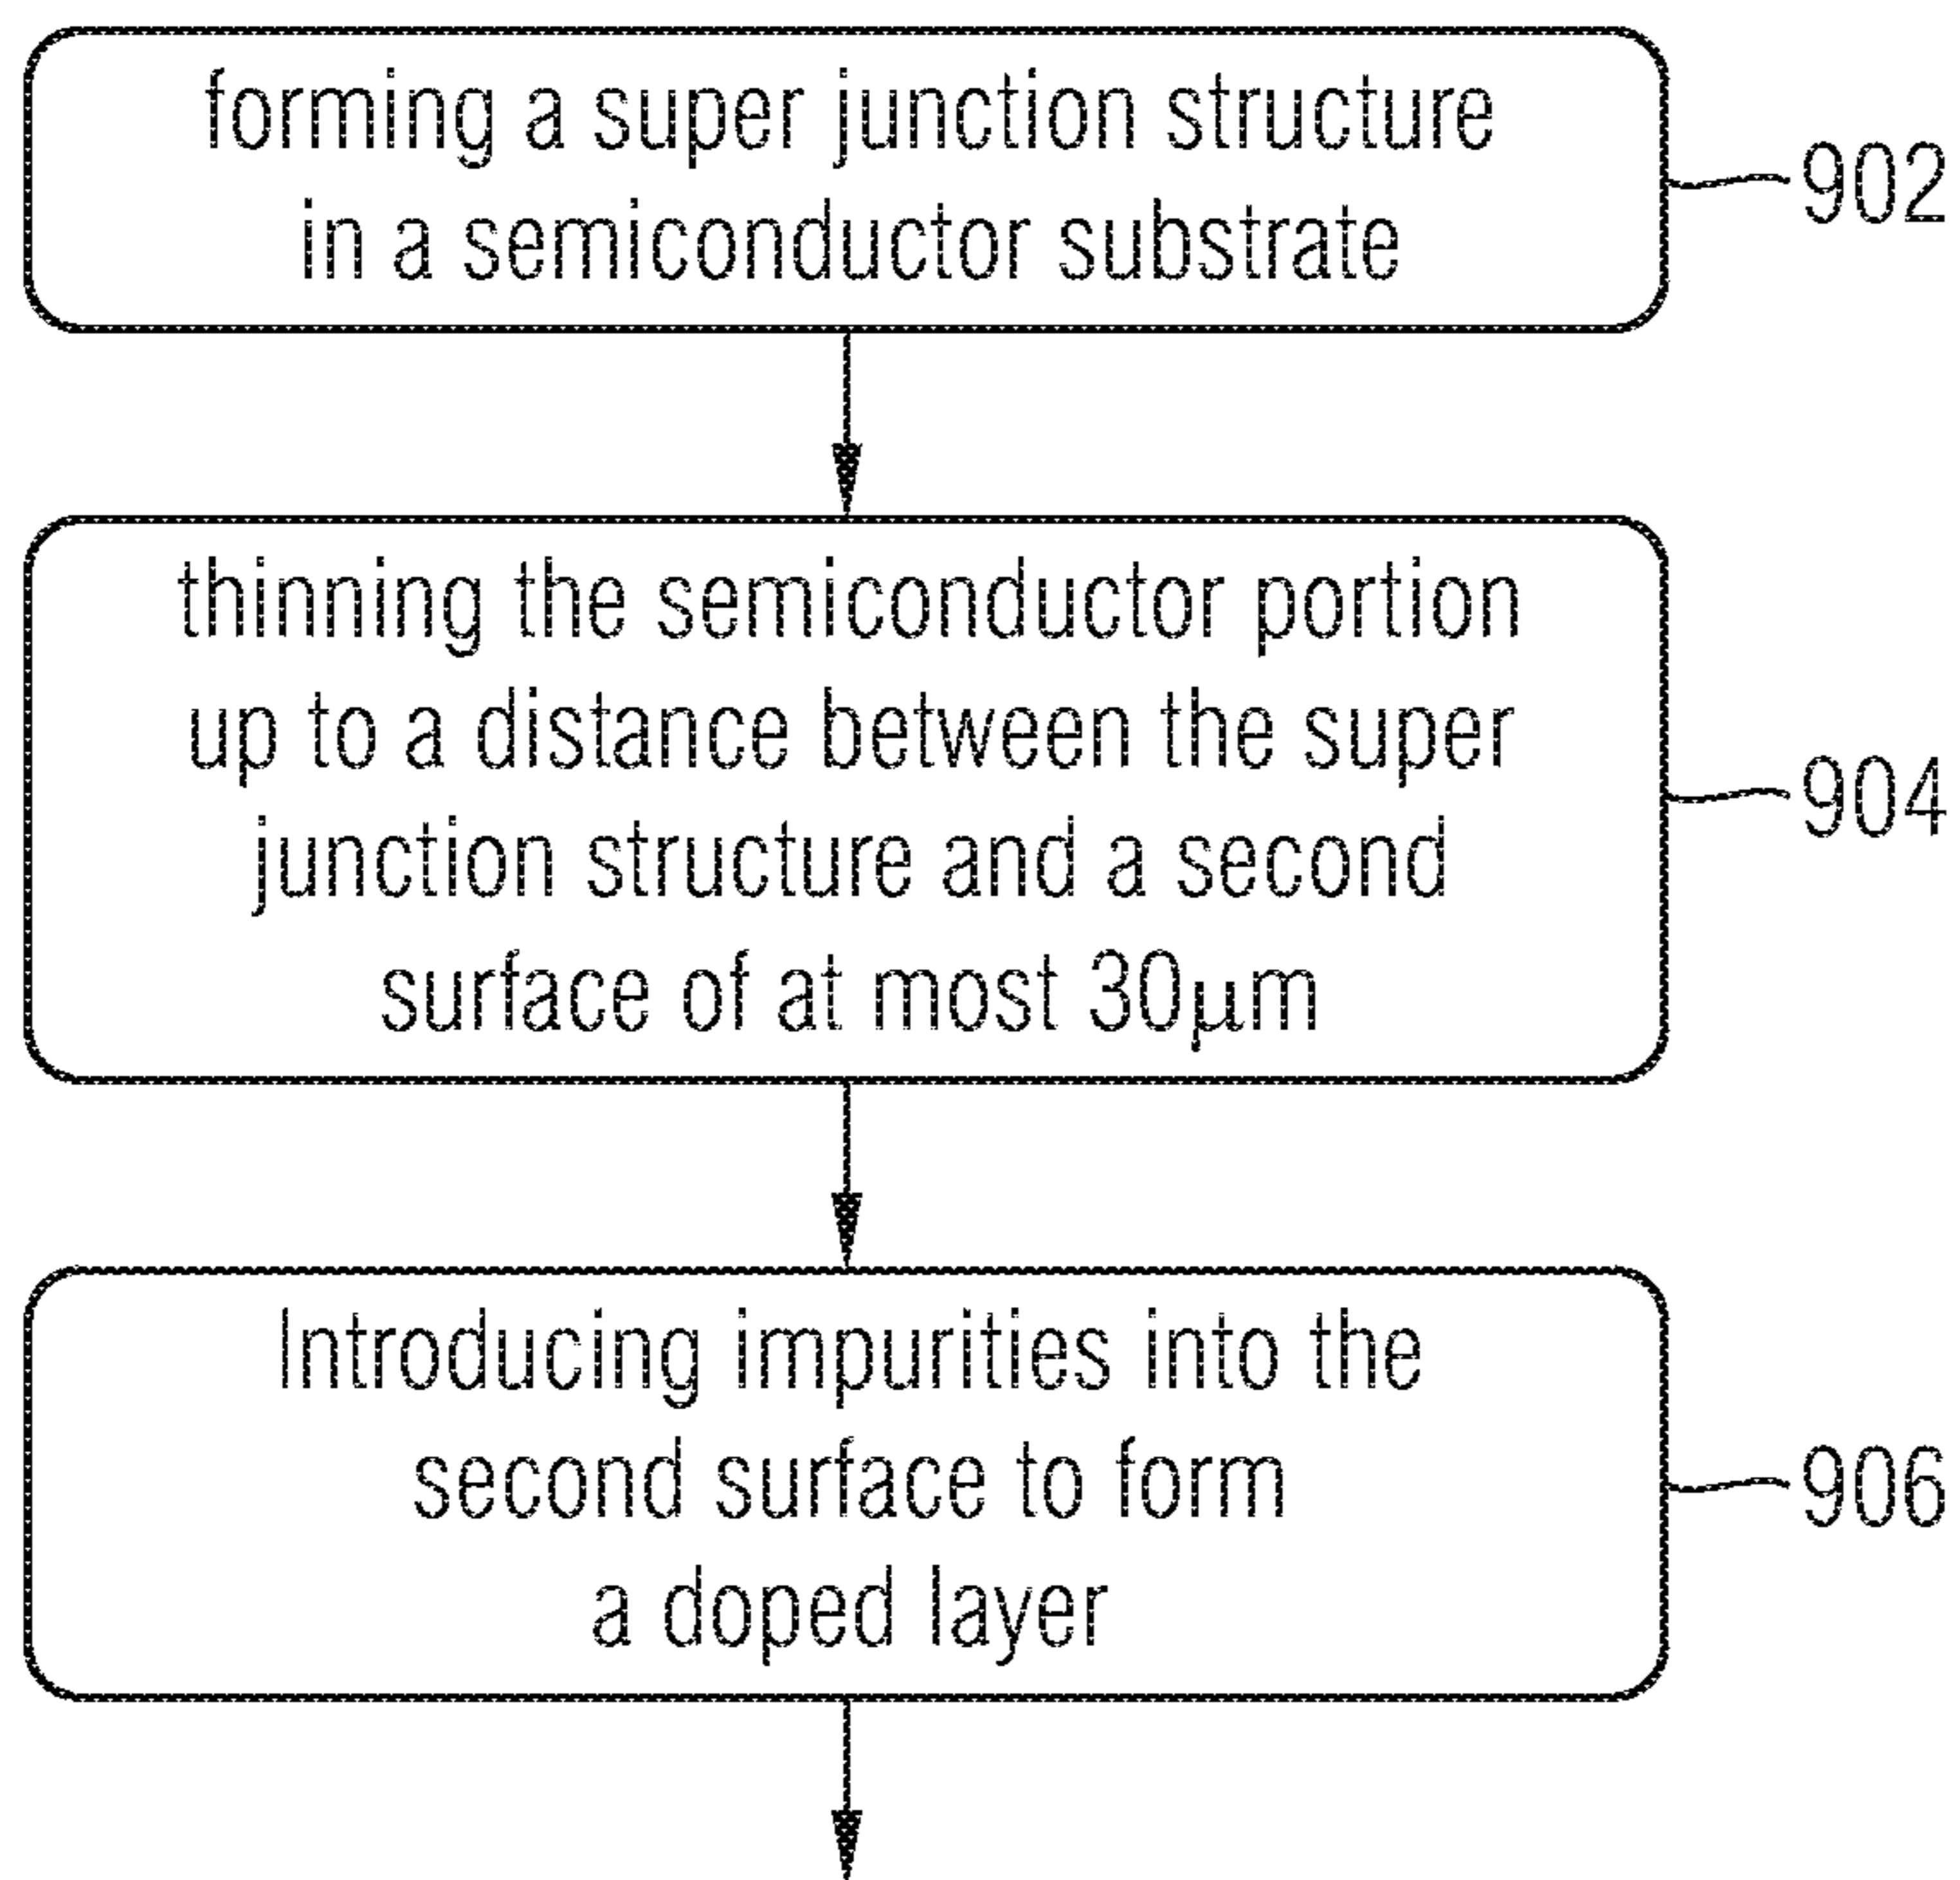 forming a super junction structure
in a semiconductor substrate
902
thinning the semiconductor portion
up to a distance between the super
junction structure and a second
surface of at most 30µm
904
Introducing impurities into the
second surface to form
a doped layer
906